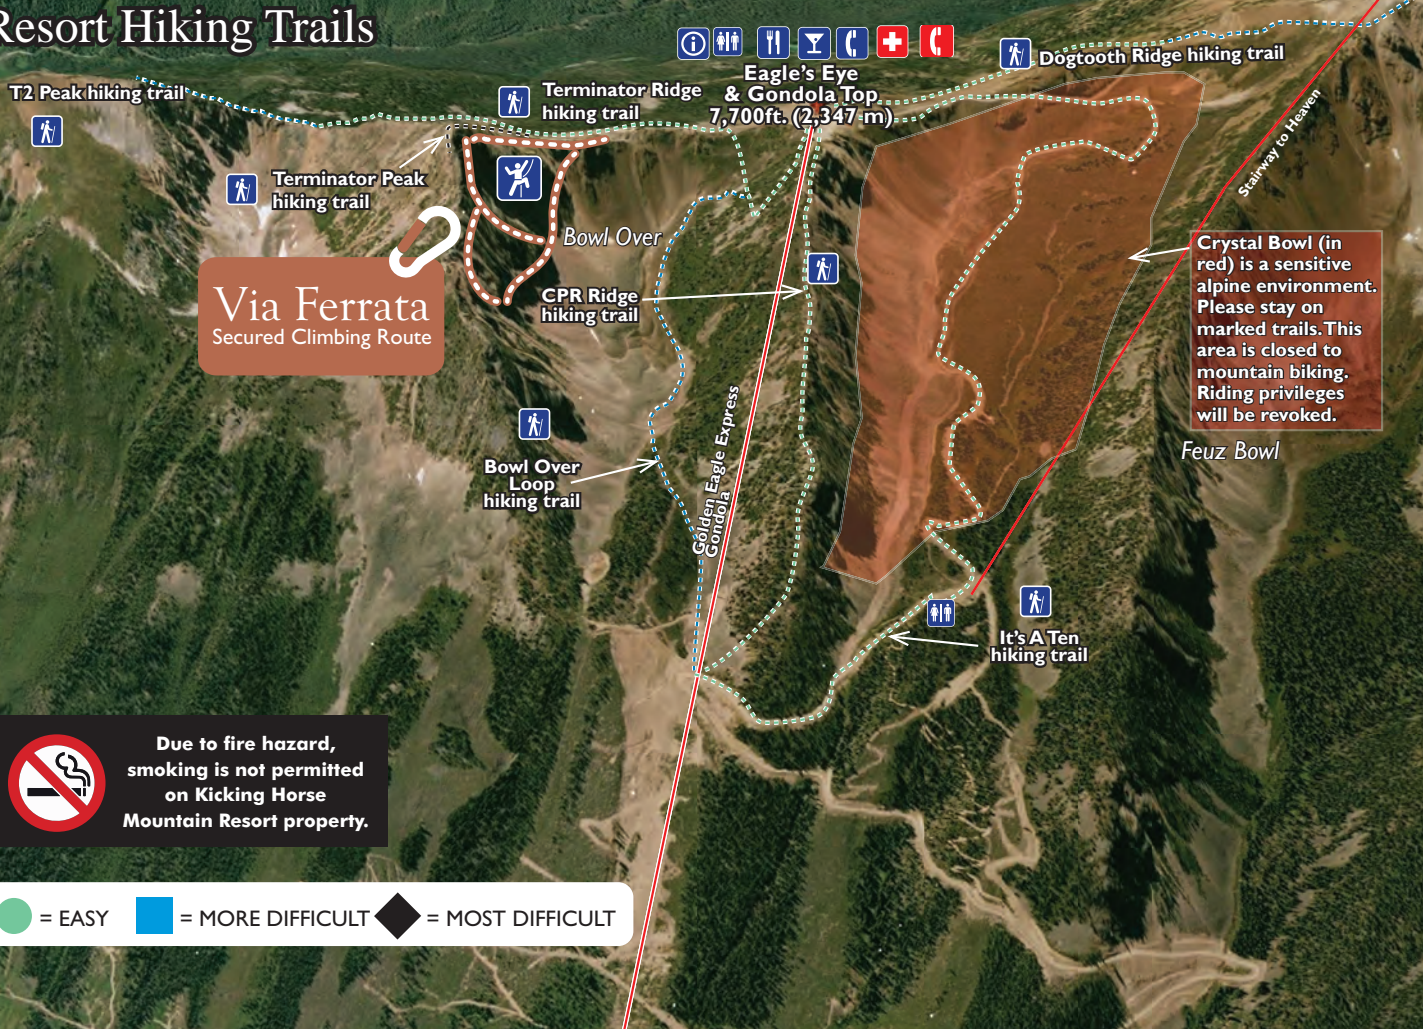 Resort Hiking Trails
T2 Peak hiking trail
Terminator Ridge
hiking trail
Eagle's Eye
& Gondola Top
7,700ft. (2,347 m)
Dogtooth Ridge hiking trail
Stairway to Heaven
Terminator Peak
hiking trail
Bowl Over
Via Ferrata
Secured Climbing Route
CPR Ridge
hiking trail
Crystal Bowl (in
red) is a sensitive
alpine environment.
Please stay on
marked trails. This
area is closed to
mountain biking.
Riding privileges
will be revoked.
Feuz Bowl
Golden Eagle Express
Gondola
Bowl Over
Loop
hiking trail
It's A Ten
hiking trail
Due to fire hazard,
smoking is not permitted
on Kicking Horse
Mountain Resort property.
= EASY = MORE DIFFICULT = MOST DIFFICULT